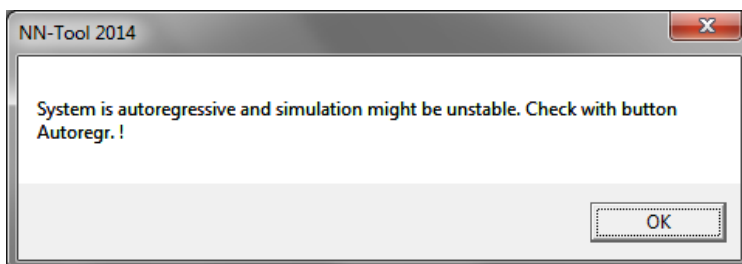 NN-Tool 2014
System is autoregressive and simulation might be unstable. Check with button
Autoregr. !
OK